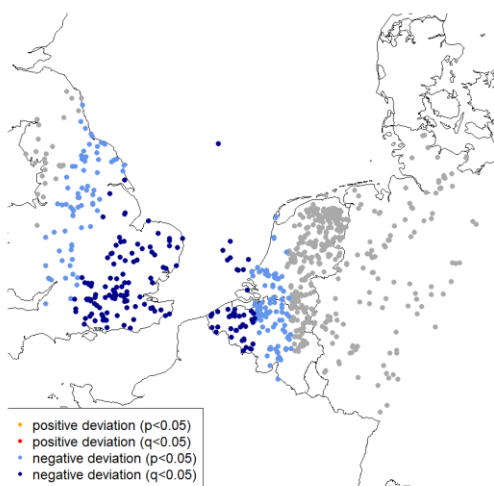 positive deviation (p<0.05)
positive deviation (q<0.05)
negative deviation (p<0.05)
negative deviation (q<0.05)